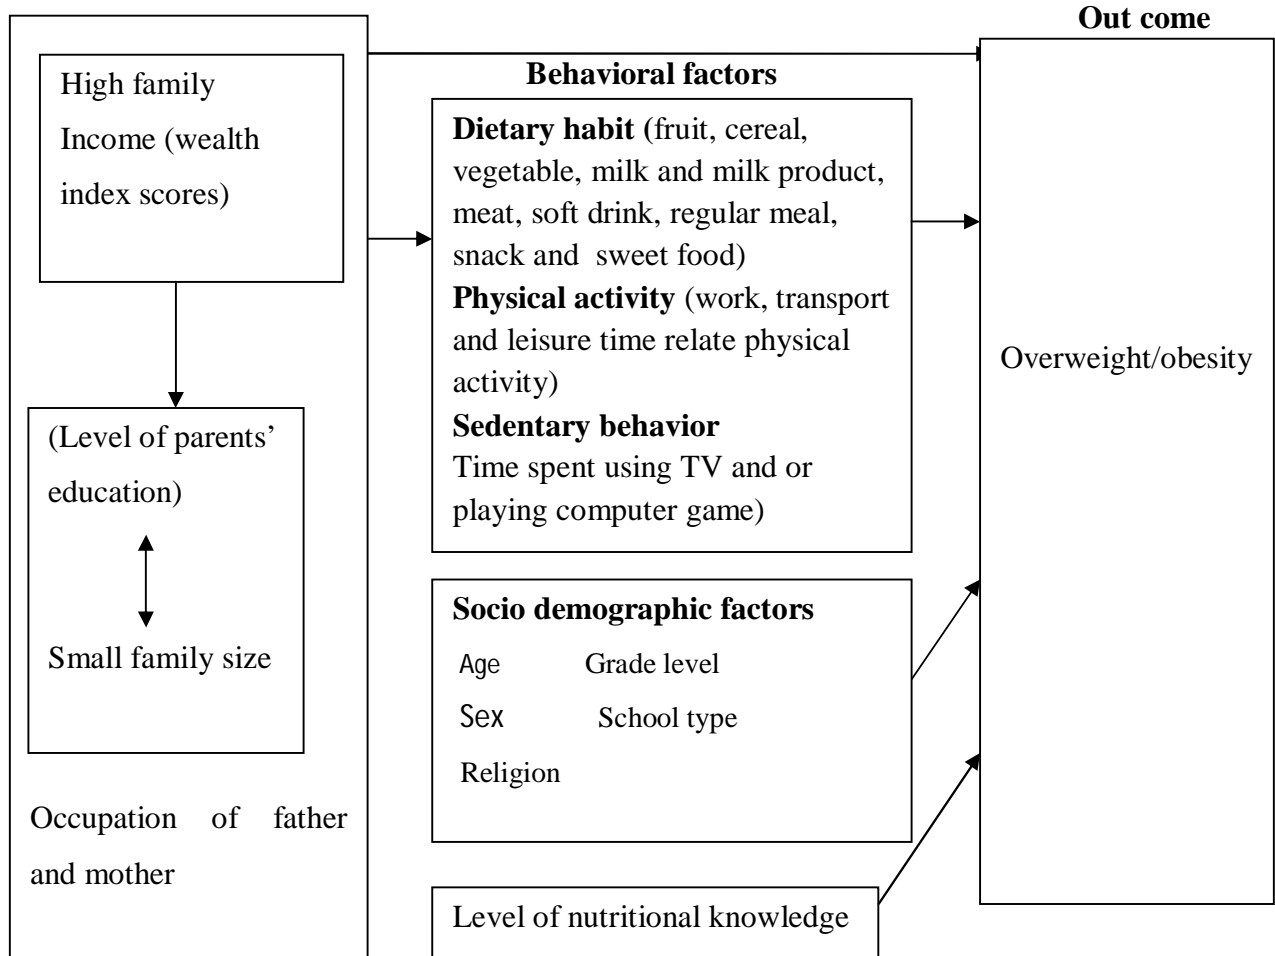 Out come
High family
Income (wealth
index scores)
(Level of parents’
education)
Small family size
Occupation of father
and mother
Behavioral factors
Dietary habit (fruit, cereal,
vegetable, milk and milk product,
meat, soft drink, regular meal,
snack and sweet food)
Physical activity (work, transport
and leisure time relate physical
activity)
Sedentary behavior
Time spent using TV and or
playing computer game)
Socio demographic factors
Age Grade level
Sex School type
Religion
Level of nutritional knowledge
Overweight/obesity